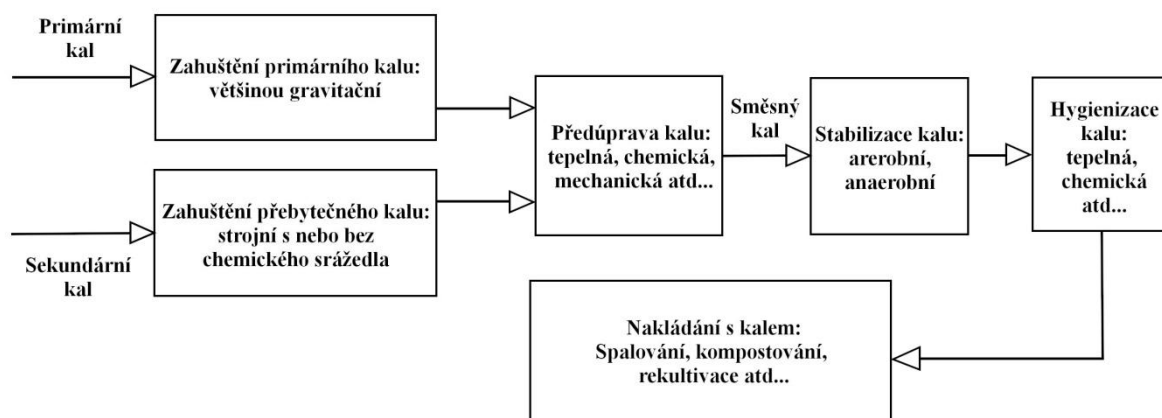 Primární
kal
Zahuštění primárního kalu:
většinou gravitační
Sekundární
kal
Zahuštění přebytečného kalu:
strojní s nebo bez
chemického srážedla
Předúprava kalu:
tepelná, chemická,
mechanická atd...
Směsný
kal
Stabilizace kalu:
arerobní,
anaerobní
Hygienizace
kalu:
tepelná,
chemická
atd...
Nakládání s kalem:
Spalování, kompostování,
rekultivace atd...